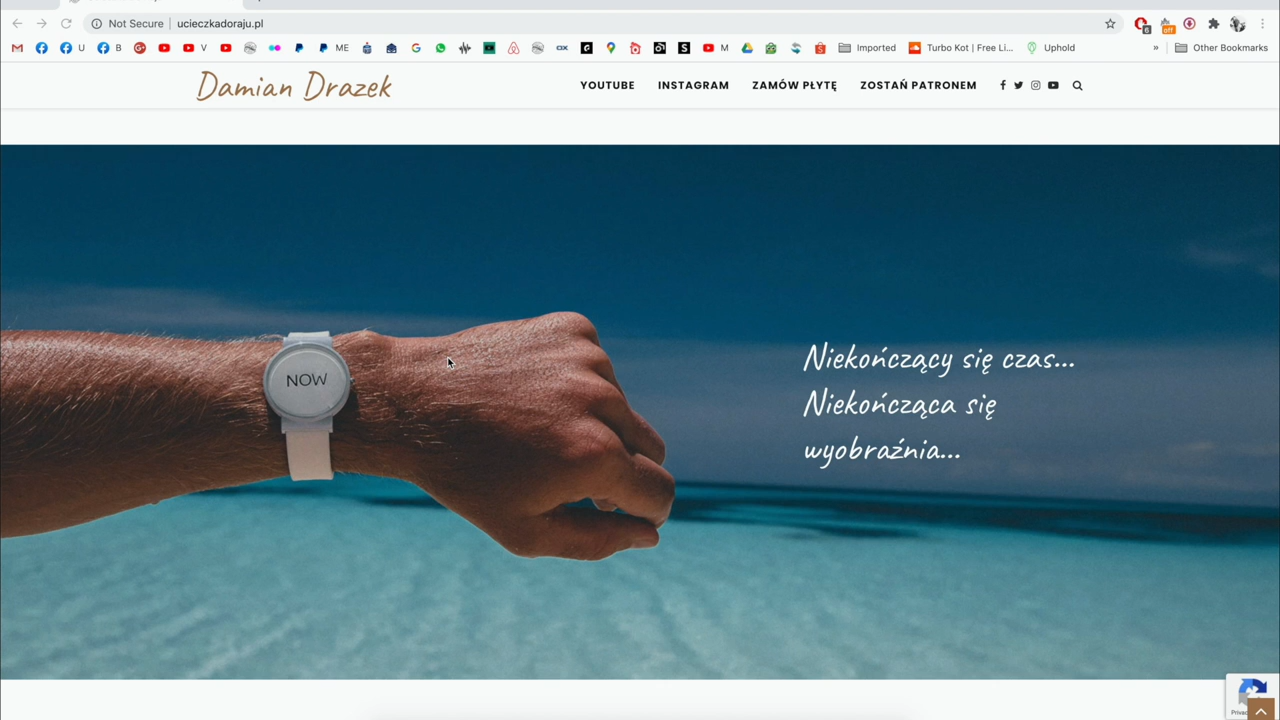 Not Secure
ucieczkadoraju.pl
U
B
V
ME
M
Imported
Turbo Kot | Free Li...
Uphold
»
Other Bookmarks
Damian Drazek
YOUTUBE
INSTAGRAM
ZAMÓW PŁYTĘ
ZOSTAŃ PATRONEM
NOW
Niekończący się czas...
Niekończąca się
wyobraźnia...